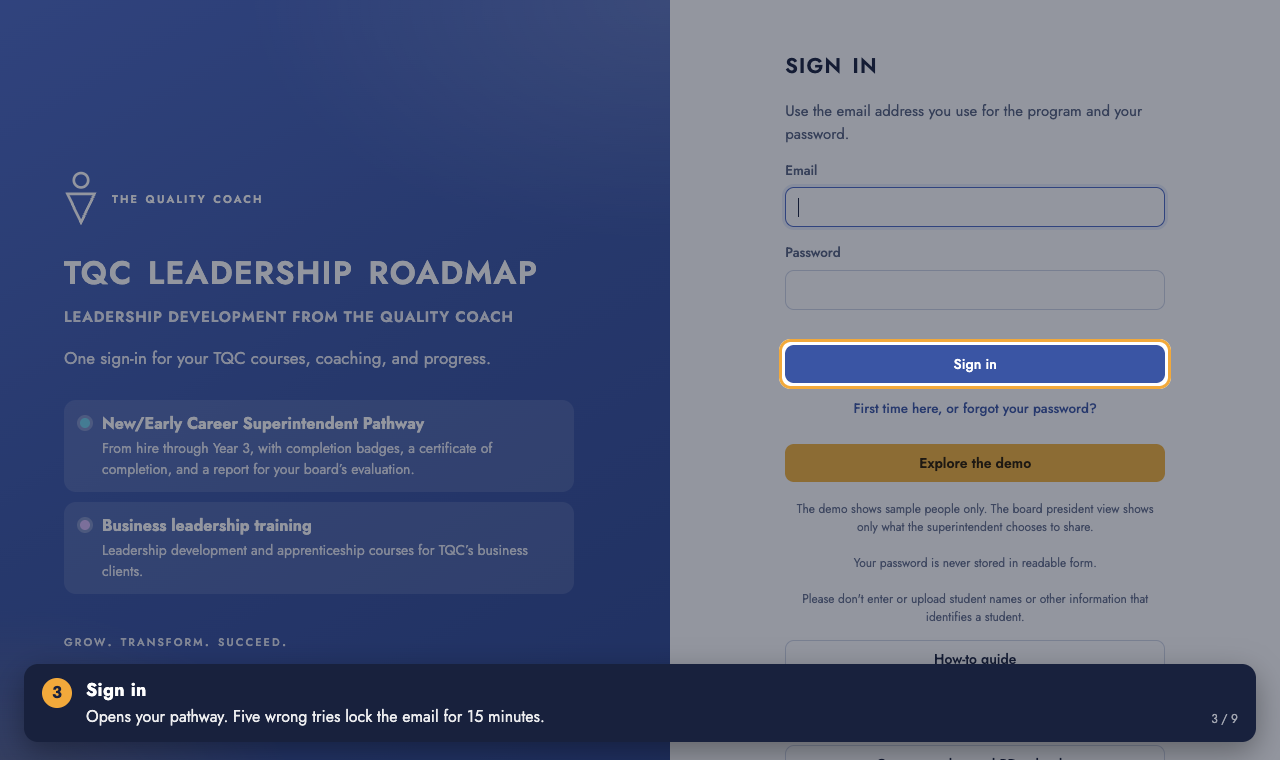 THE QUALITY COACH
TQC LEADERSHIP ROADMAP
LEADERSHIP DEVELOPMENT FROM THE QUALITY COACH
One sign-in for your TQC courses, coaching, and progress.
New/Early Career Superintendent Pathway
From hire through Year 3, with completion badges, a certificate of
completion, and a report for your board’s evaluation.
Business leadership training
Leadership development and apprenticeship courses for TQC’s business
clients.
GROW. TRANSFORM. SUCCEED.
SIGN IN
Use the email address you use for the program and your
password.
Email
Password
Sign in
First time here, or forgot your password?
Explore the demo
The demo shows sample people only. The board president view shows
only what the superintendent chooses to share.
Your password is never stored in readable form.
Please don't enter or upload student names or other information that
identifies a student.
How-to guide
3
Sign in
Opens your pathway. Five wrong tries lock the email for 15 minutes.
3 / 9